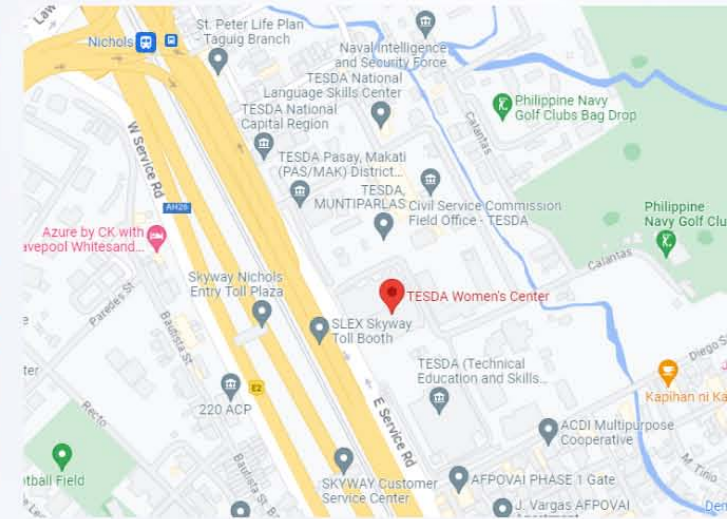 Law
St. Peter Life Plan
- Taguig Branch
Nichols
Naval Intelligence
and Security Force
TESDA National
Language Skills Center
TESDA National
Capital Region
Philippine Navy
Golf Clubs Bag Drop
Calantas
W Service Rd
TESDA Pasay, Makati
(PAS/MAK) District...
TESDA,
MUNTIPARLAS
Civil Service Commission
Field Office - TESDA
AH26
Philippine
Navy Golf Clu
Azure by CK with
avepool Whitesand...
Calantas
Skyway Nichols
Entry Toll Plaza
TESDA Women's Center
Paredes St
Bautista St
SLEX Skyway
Toll Booth
Diego S
TESDA (Technical
Education and Skills...
Kapihan ni Ka
E2
220 ACP
E Service Rd
Recto
ACDI Multipurpose
Cooperative
tball Field
Bautista St
SKYWAY Customer
Service Center
AFPOVAI PHASE 1 Gate
M. Tinio
J. Vargas AFPOVAI